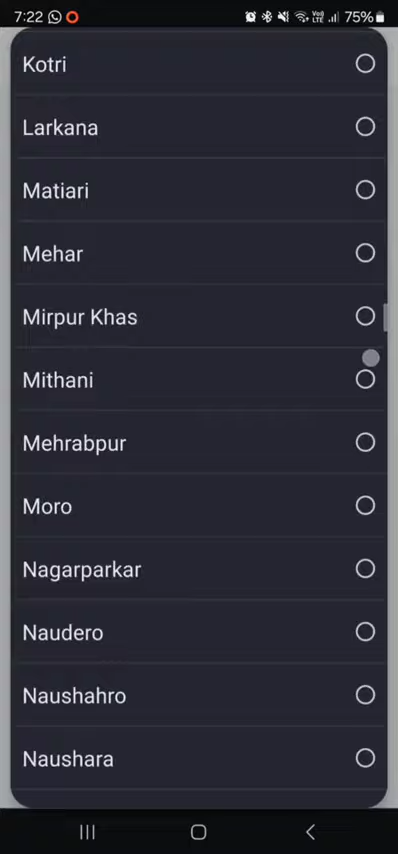 7:22 75%
Kotri
Larkana
Matiari
Mehar
Mirpur Khas
Mithani
Mehrabpur
Moro
Nagarparkar
Naudero
Naushahro
Naushara